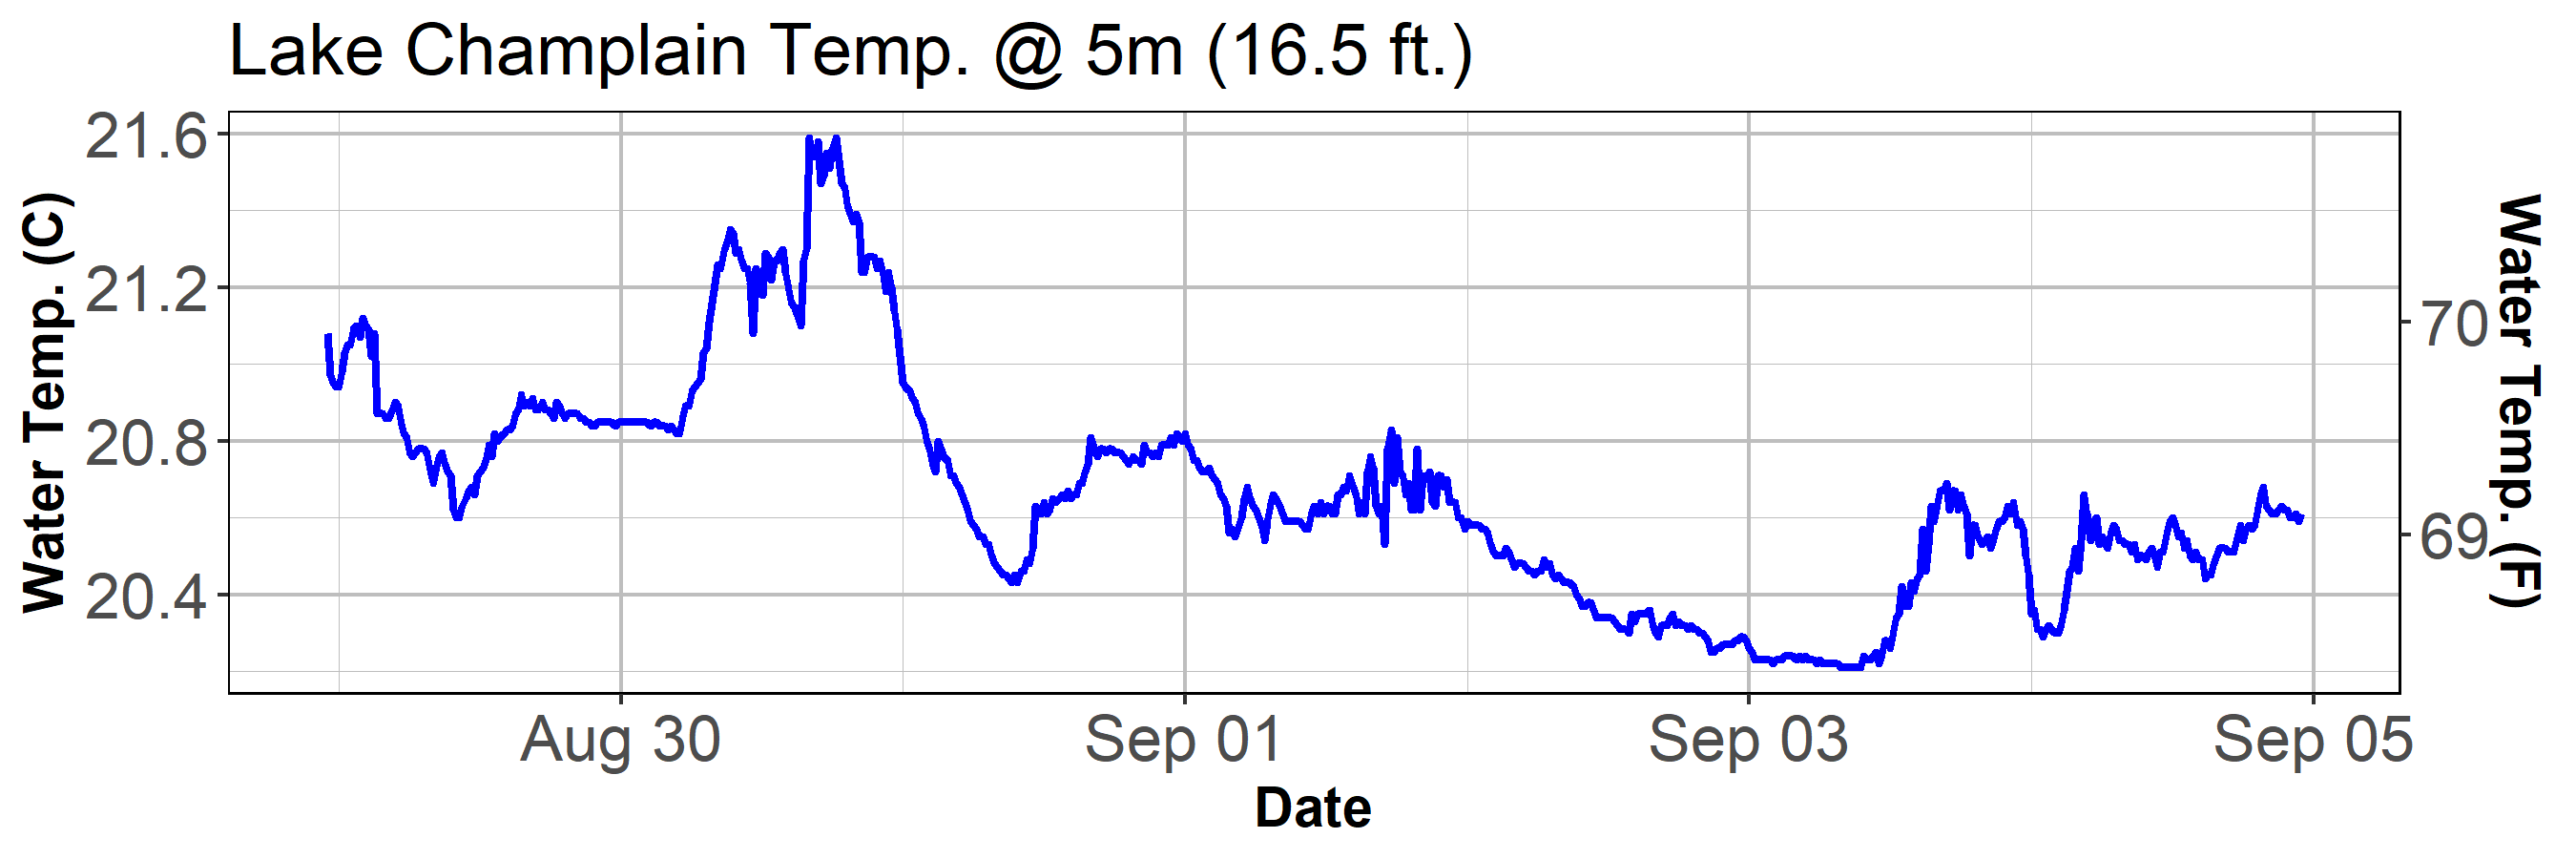 Lake Champlain Temp. @ 5m (16.5 ft.)
Water Temp. (C)
21.6
21.2
20.8
20.4
70
69
Water Temp. (F)
Aug 30
Sep 01
Sep 03
Sep 05
Date